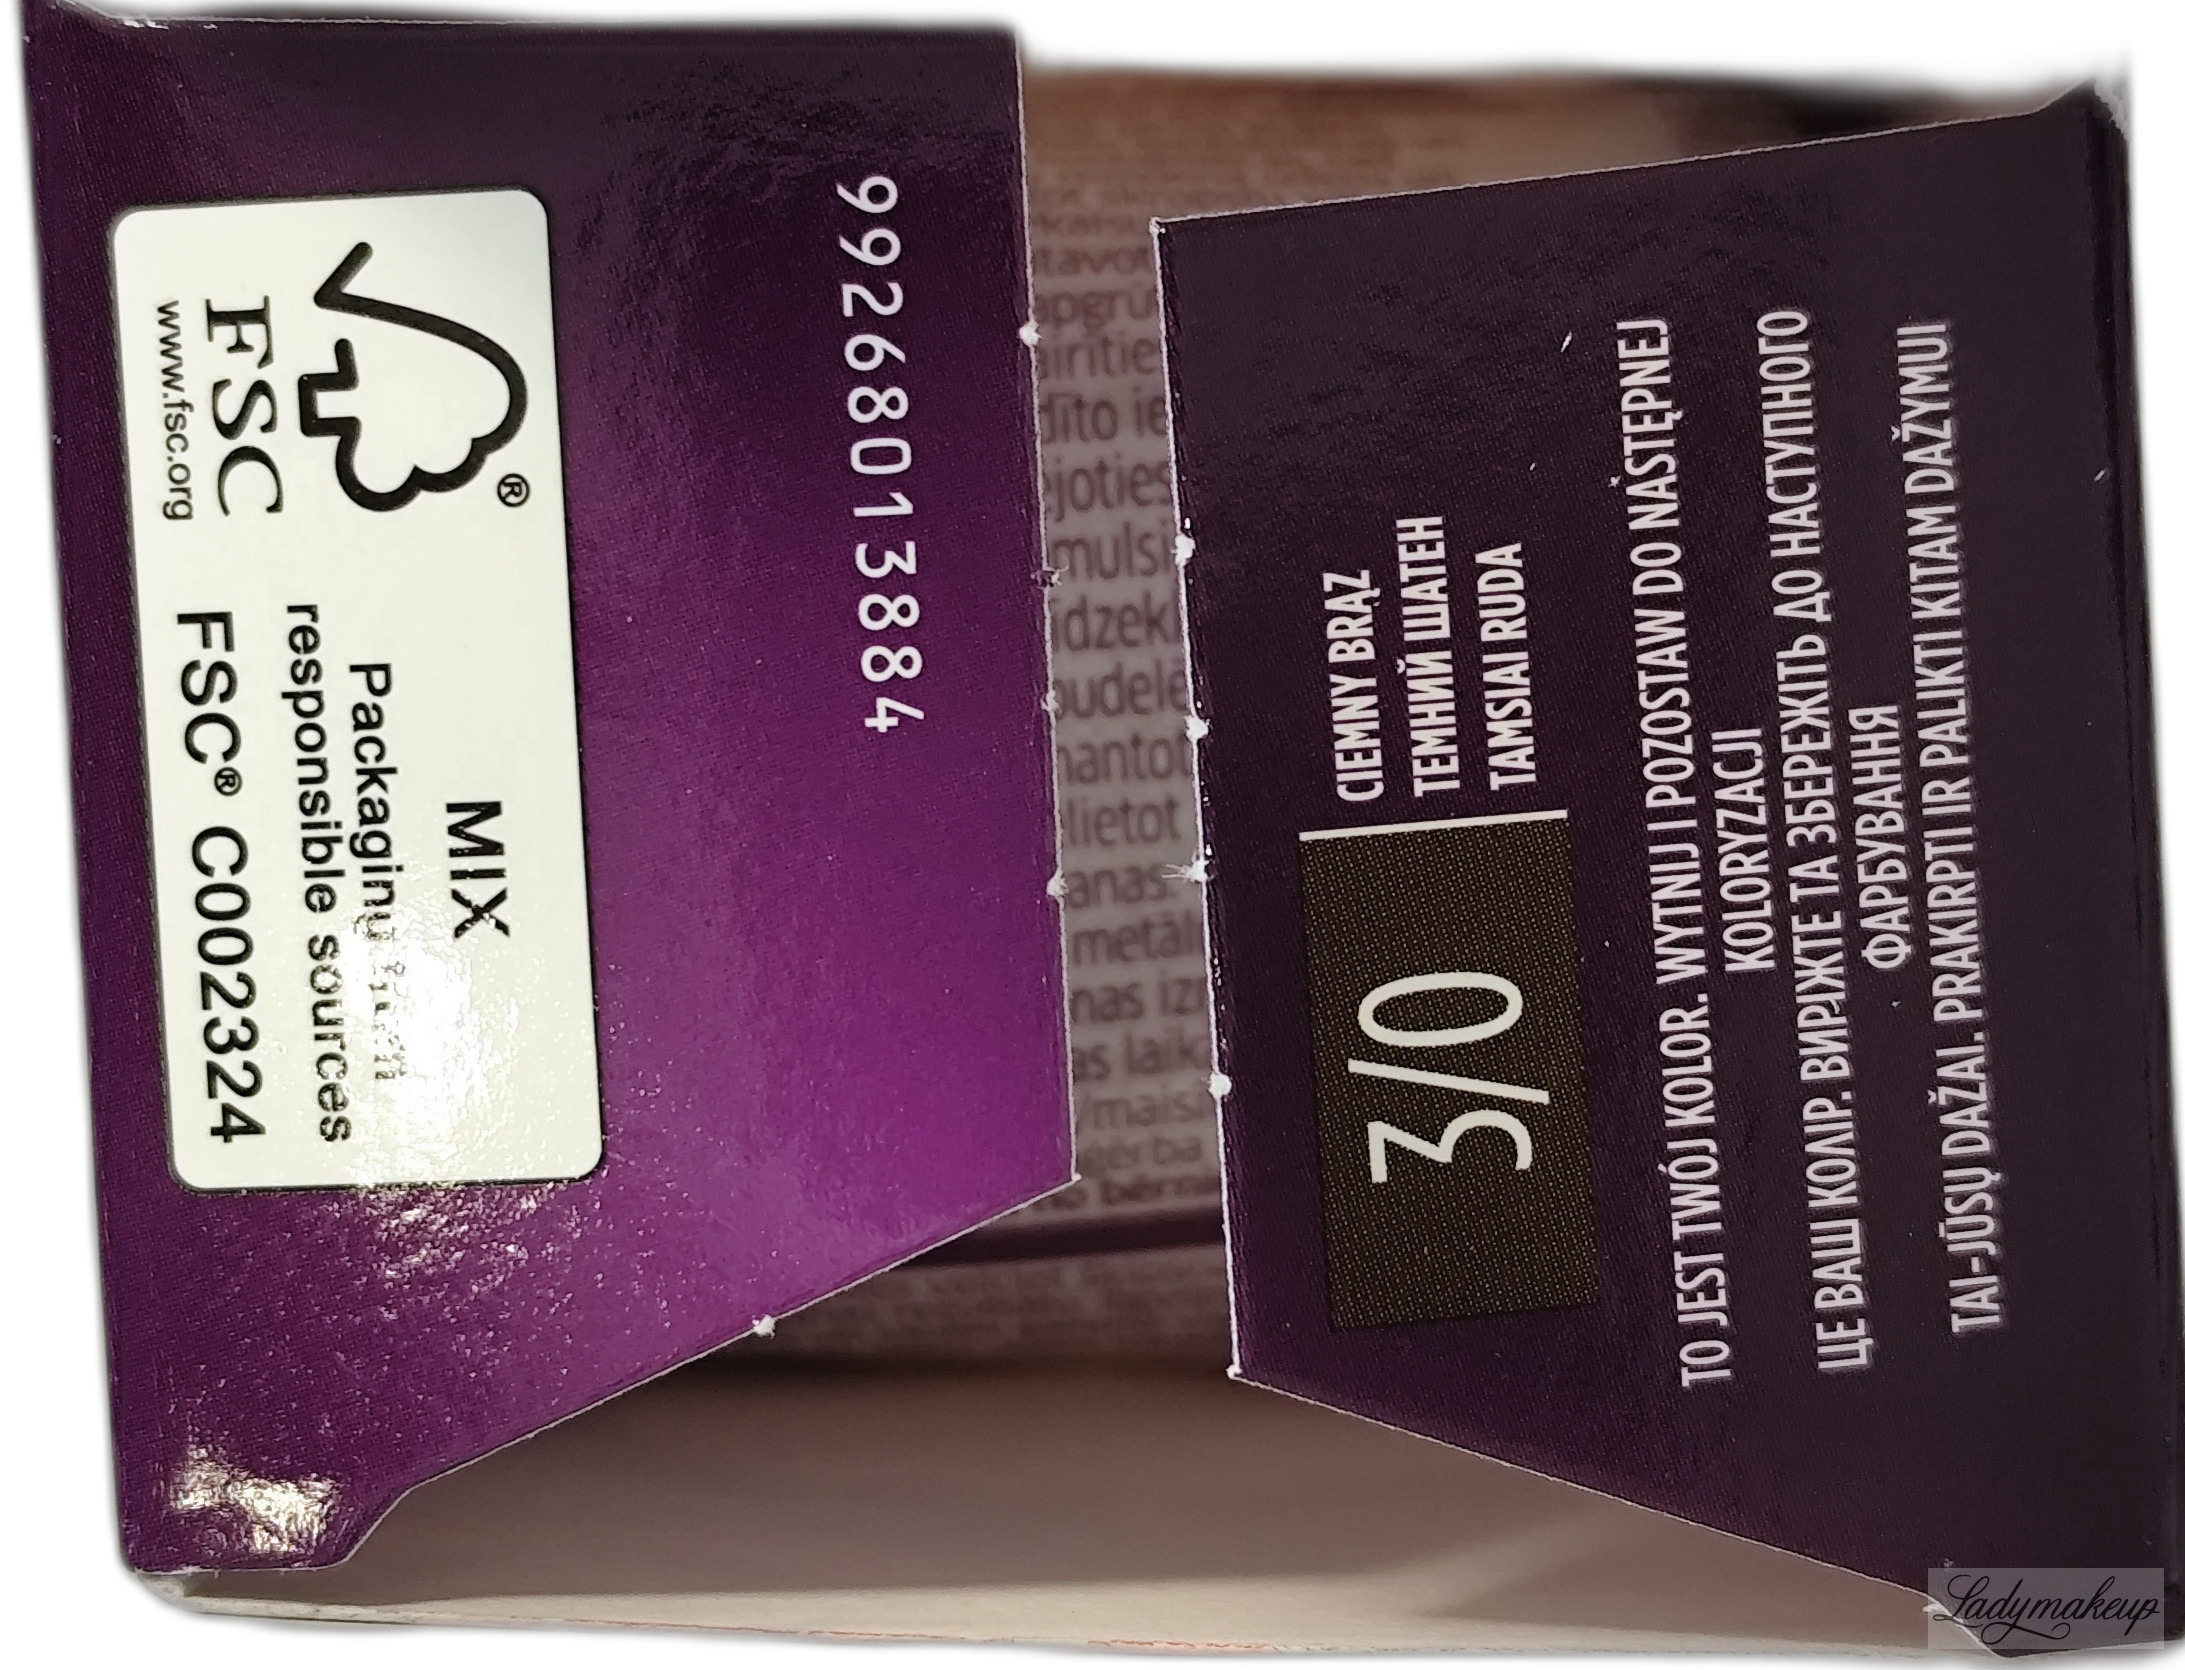 ®
FSC
www.fsc.org
MIX
Packaging from
responsible sources
FSC® C002324
99268013884
3/0
CIEMNY BRĄZ
ТЕМНИЙ ШАТЕН
TAMSIAI RUDA
TO JEST TWÓJ KOLOR. WYTNIJ I POZOSTAW DO NASTĘPNEJ
KOLORYZACJI
ЦЕ ВАШ КОЛІР. ВИРІЖТЕ ТА ЗБЕРЕЖІТЬ ДО НАСТУПНОГО
ФАРБУВАННЯ
TAI-JŪSŲ DAŽAI. PRAKIRPTI IR PALIKTI KITAM DAŽYMUI
lietot
anas.
Ladymakeup